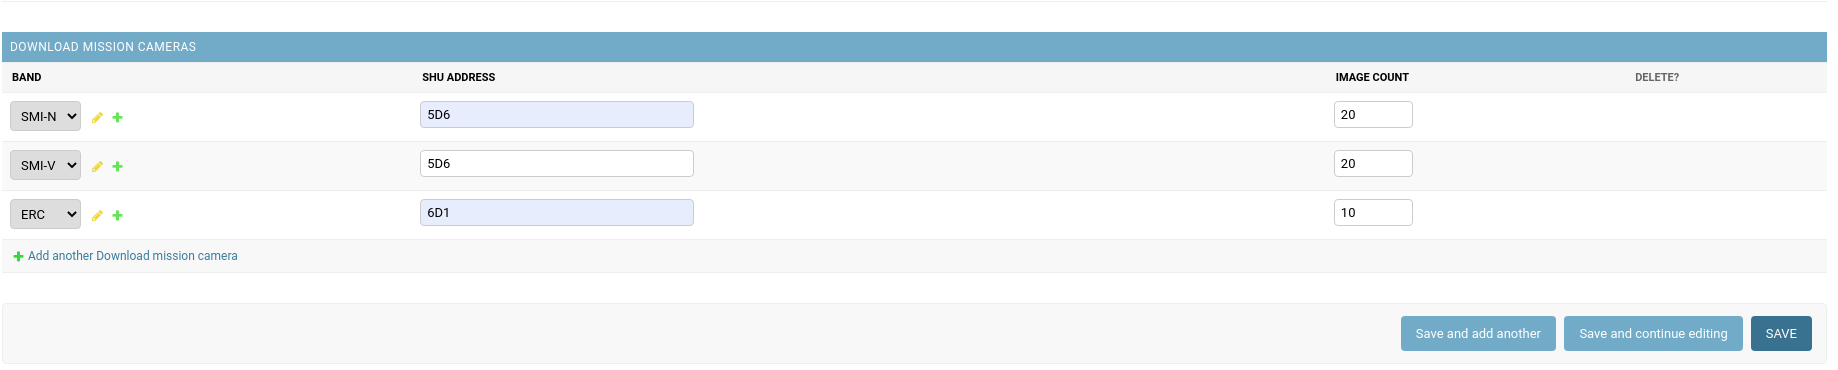 DOWNLOAD MISSION CAMERAS
BAND SHU ADDRESS IMAGE COUNT DELETE?
SMI-N 5D6 20
SMI-V 5D6 20
ERC 6D1 10
Add another Download mission camera
Save and add another Save and continue editing SAVE